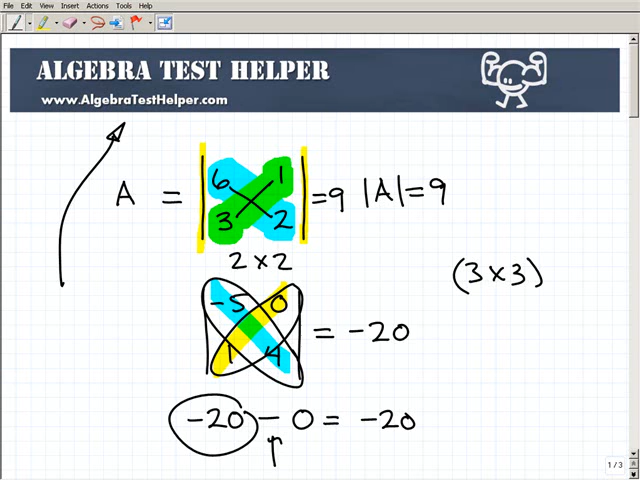 File Edit View Insert Actions Tools Help
ALGEBRA TEST HELPER
www.AlgebraTestHelper.com
A = |6 1| = 9 |A| = 9
|3 2|
2 x 2
(3 x 3)
|-5 0| = -20
|1 4|
-20 - 0 = -20
1 / 3